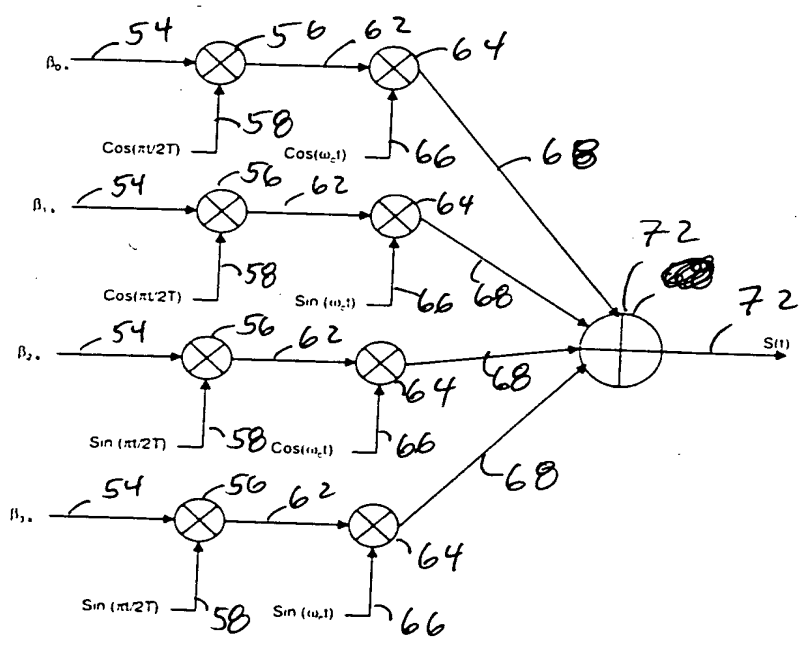 54 56 62 64
β₀.
58
Cos(πt/2T) Cos(ω꜀t) 66 68
54 56 62 64
β₁.
72
58
Cos(πt/2T) Sin (ω꜀t) 66 68
72
S(t)
54 56 62
β₂.
64 68
Sin (πt/2T) 58 Cos(ω꜀t) 66
68
54 56 62
β₃.
64
Sin (πt/2T) 58 Sin (ω꜀t) 66